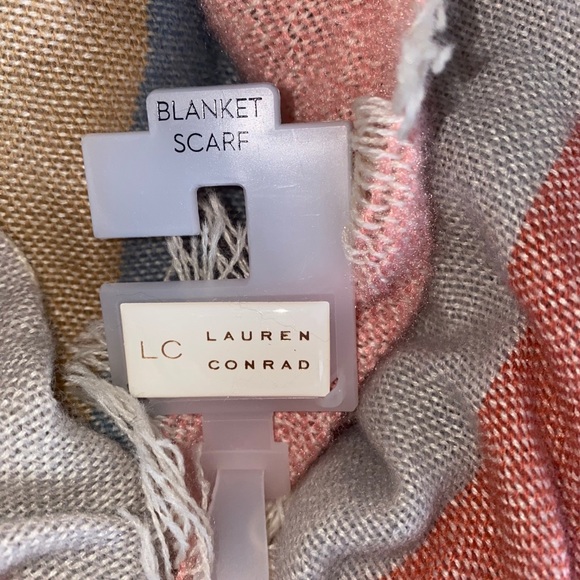 BLANKET
SCARF
LC LAUREN
CONRAD